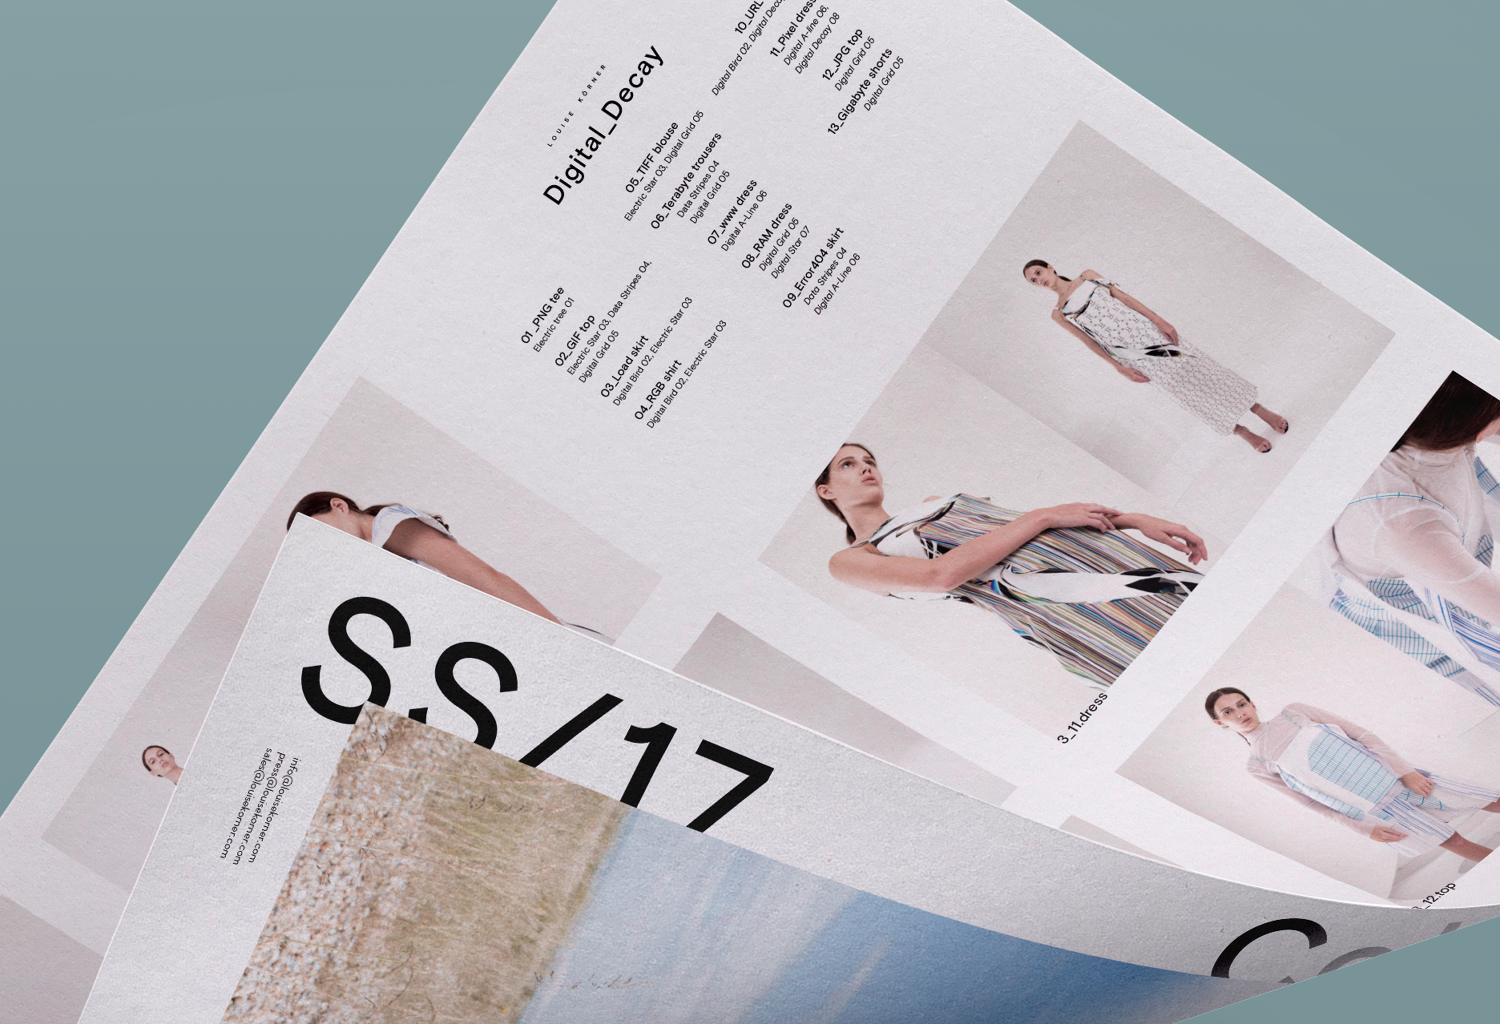 LOUISE KÖRNER
Digital_Decay
01_PNG tee
Electric tree 01
02_GIF top
Electric Star 03, Data Stripes 04,
Digital Grid 05
03_Load skirt
Digital Bird 02, Electric Star 03
04_RGB shirt
Digital Bird 02, Electric Star 03
05_TIFF blouse
Electric Star 03, Digital Grid 05
06_Terabyte trousers
Data Stripes 04
Digital Grid 05
07_www dress
Digital A-Line 06
08_RAM dress
Digital Grid 05
Digital Star 07
09_Error404 skirt
Data Stripes 04
Digital A-Line 06
10_URL
Digital Bird 02, Digital
11_Pixel dress
Digital A-line 06,
Digital Decay 08
12_JPG top
Digital Grid 05
13_Gigabyte shorts
Digital Grid 05
3_11.dress
_12.top
SS/17
info@louisekorner.com
press@louisekorner.com
sales@louisekorner.com